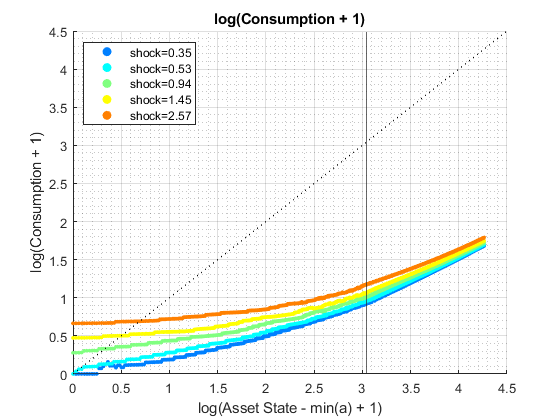 log(Consumption + 1)
log(Consumption + 1)
4.5
4
3.5
3
2.5
2
1.5
1
0.5
0
shock=0.35
shock=0.53
shock=0.94
shock=1.45
shock=2.57
0 0.5 1 1.5 2 2.5 3 3.5 4 4.5
log(Asset State - min(a) + 1)